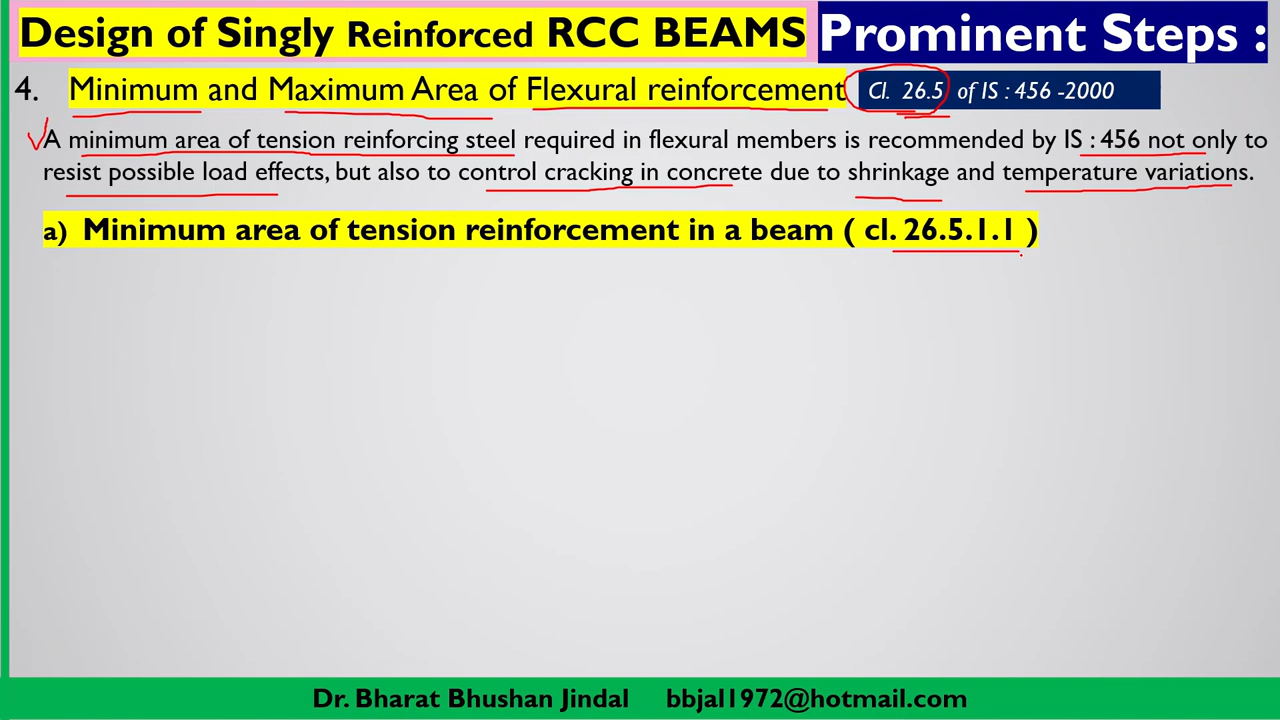 Design of Singly Reinforced RCC BEAMS Prominent Steps :
4. Minimum and Maximum Area of Flexural reinforcement Cl. 26.5 of IS : 456 -2000
A minimum area of tension reinforcing steel required in flexural members is recommended by IS : 456 not only to
resist possible load effects, but also to control cracking in concrete due to shrinkage and temperature variations.
a) Minimum area of tension reinforcement in a beam ( cl. 26.5.1.1 )
Dr. Bharat Bhushan Jindal bbjal1972@hotmail.com